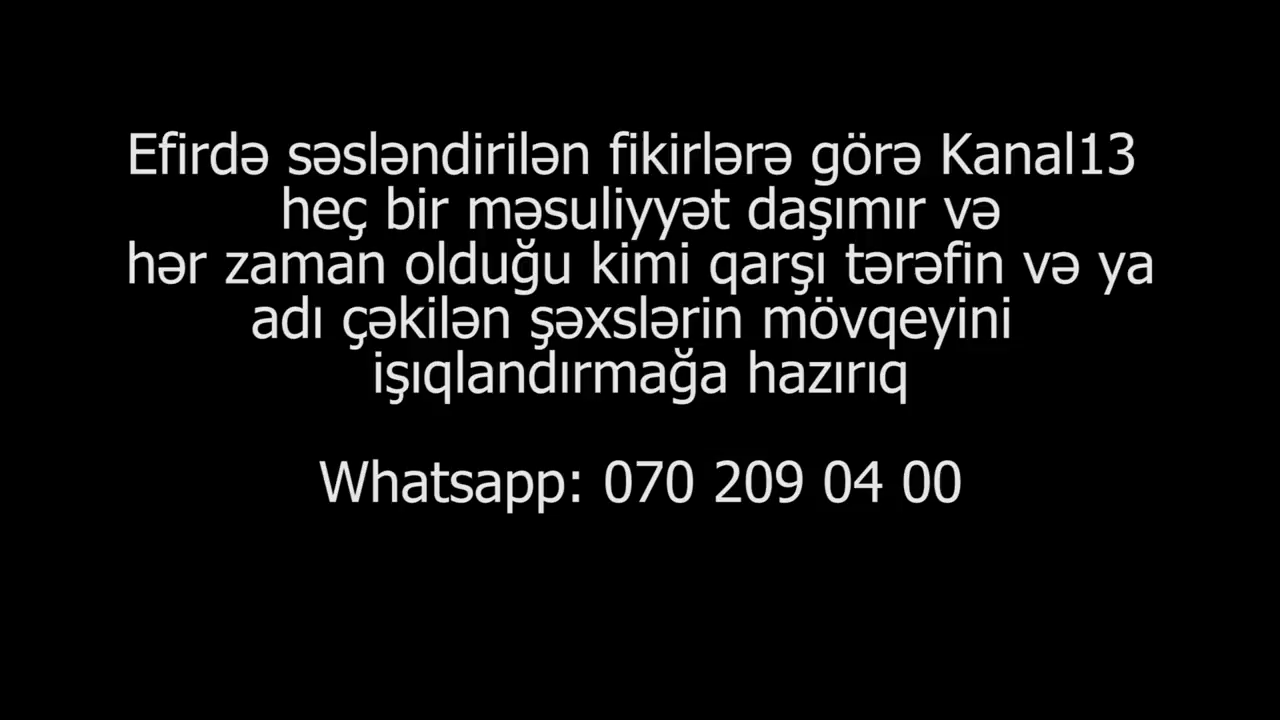 Efirdə səsləndirilən fikirlərə görə Kanal13
heç bir məsuliyyət daşımır və
hər zaman olduğu kimi qarşı tərəfin və ya
adı çəkilən şəxslərin mövqeyini
işıqlandırmağa hazırıq
Whatsapp: 070 209 04 00